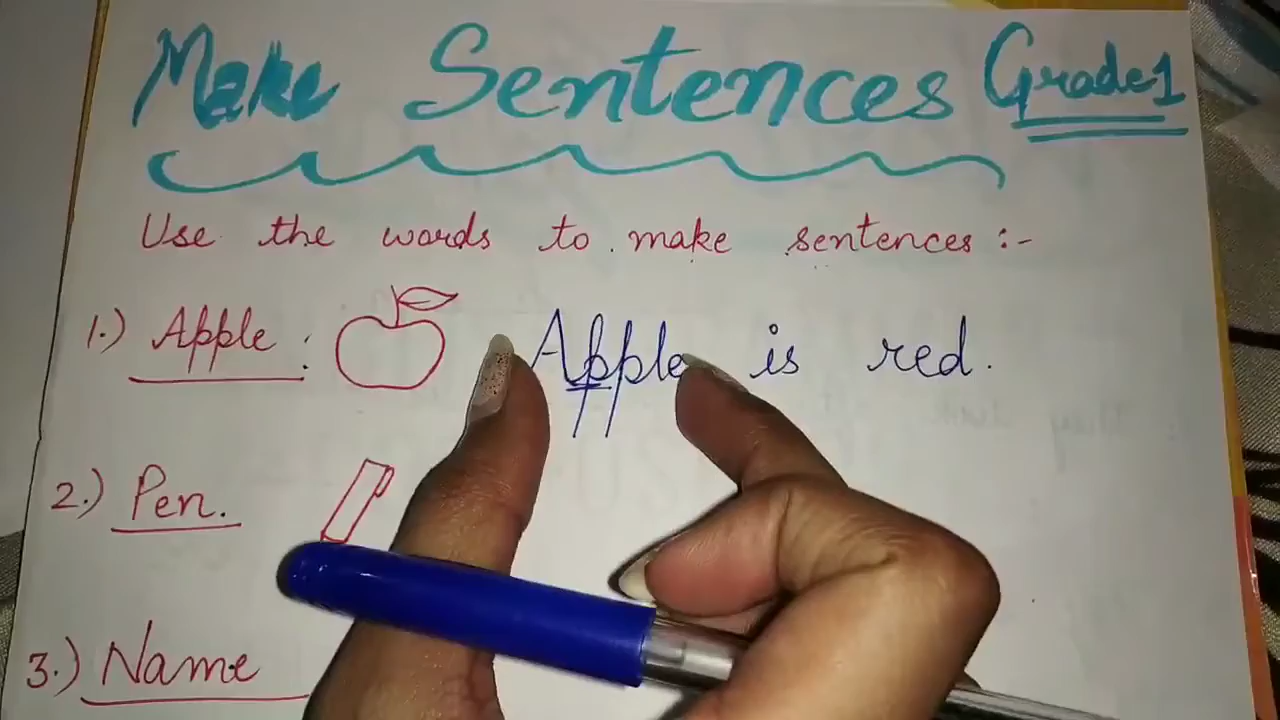 Make Sentences Grade1
Use the words to make sentences :-
1.) Apple : Apple is red.
2.) Pen.
3.) Name